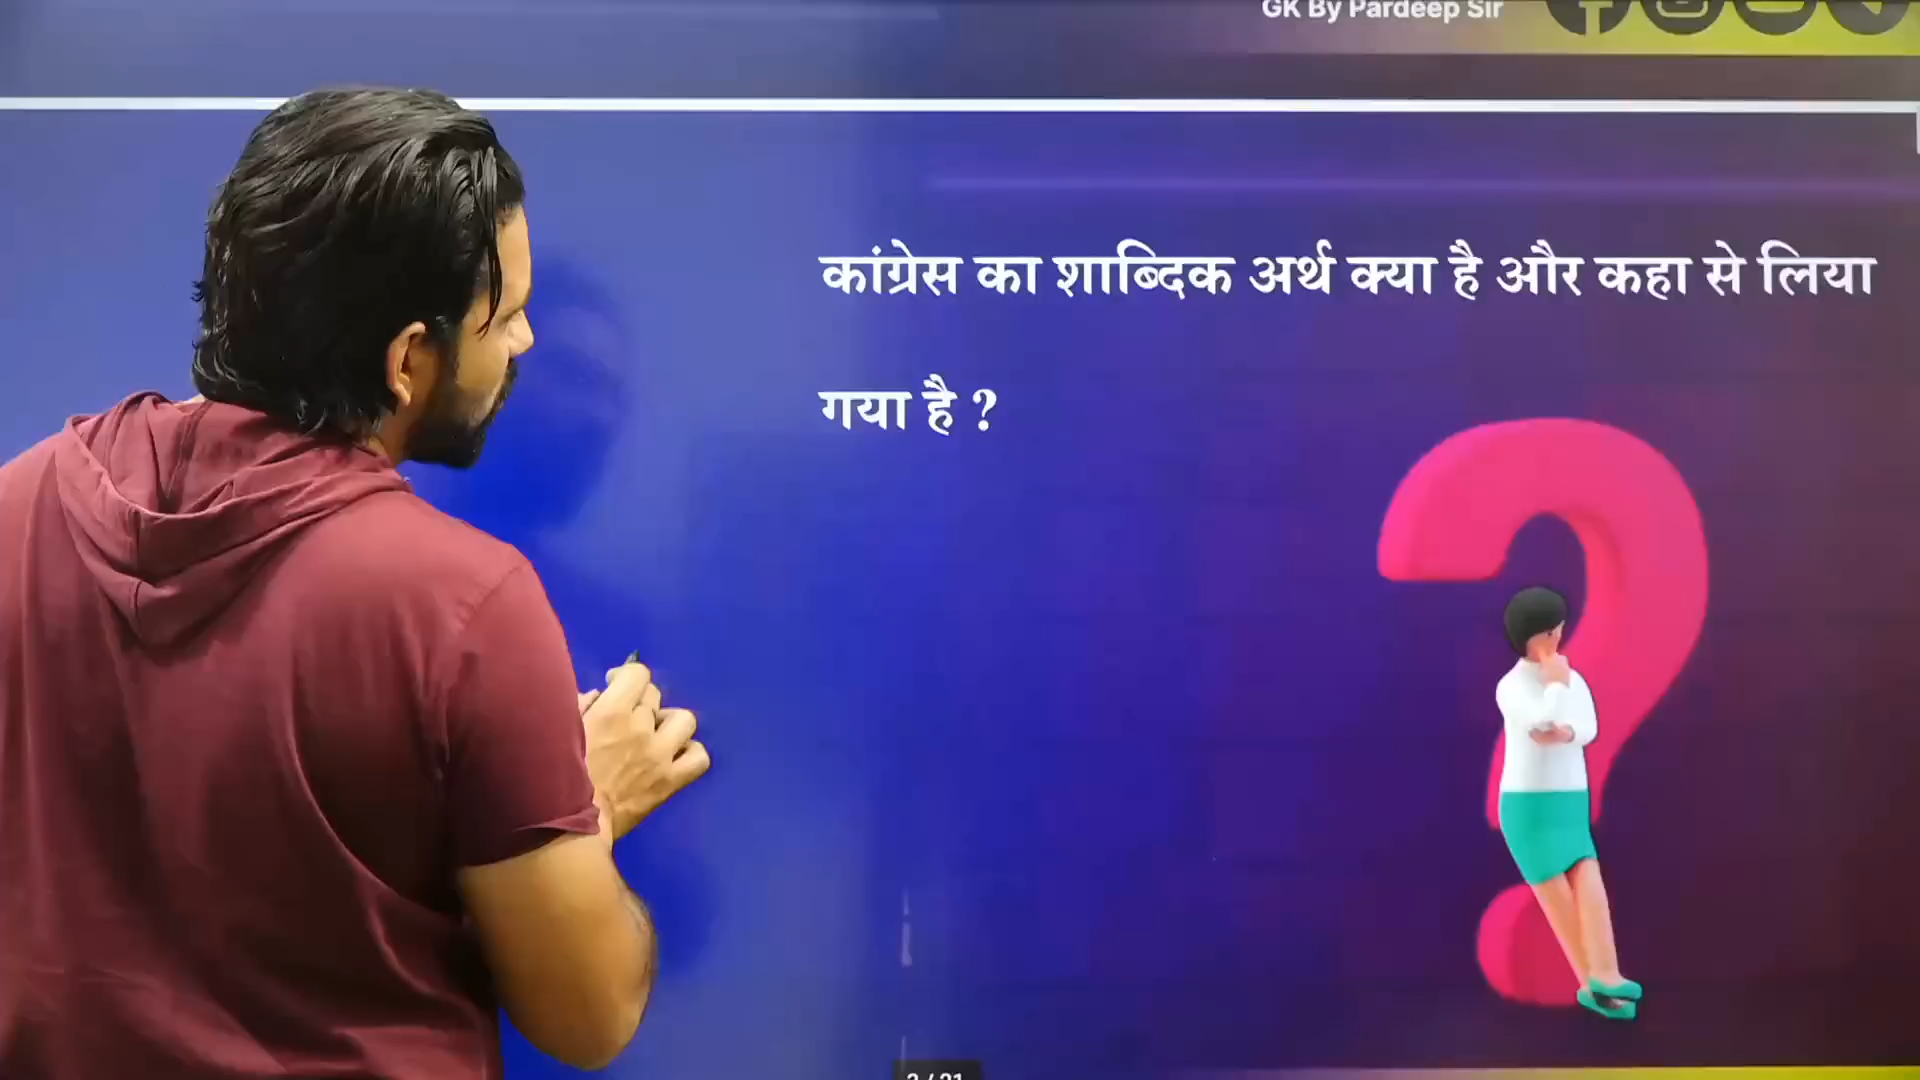 GK By Pardeep Sir
कांग्रेस का शाब्दिक अर्थ क्या है और कहा से लिया
गया है ?